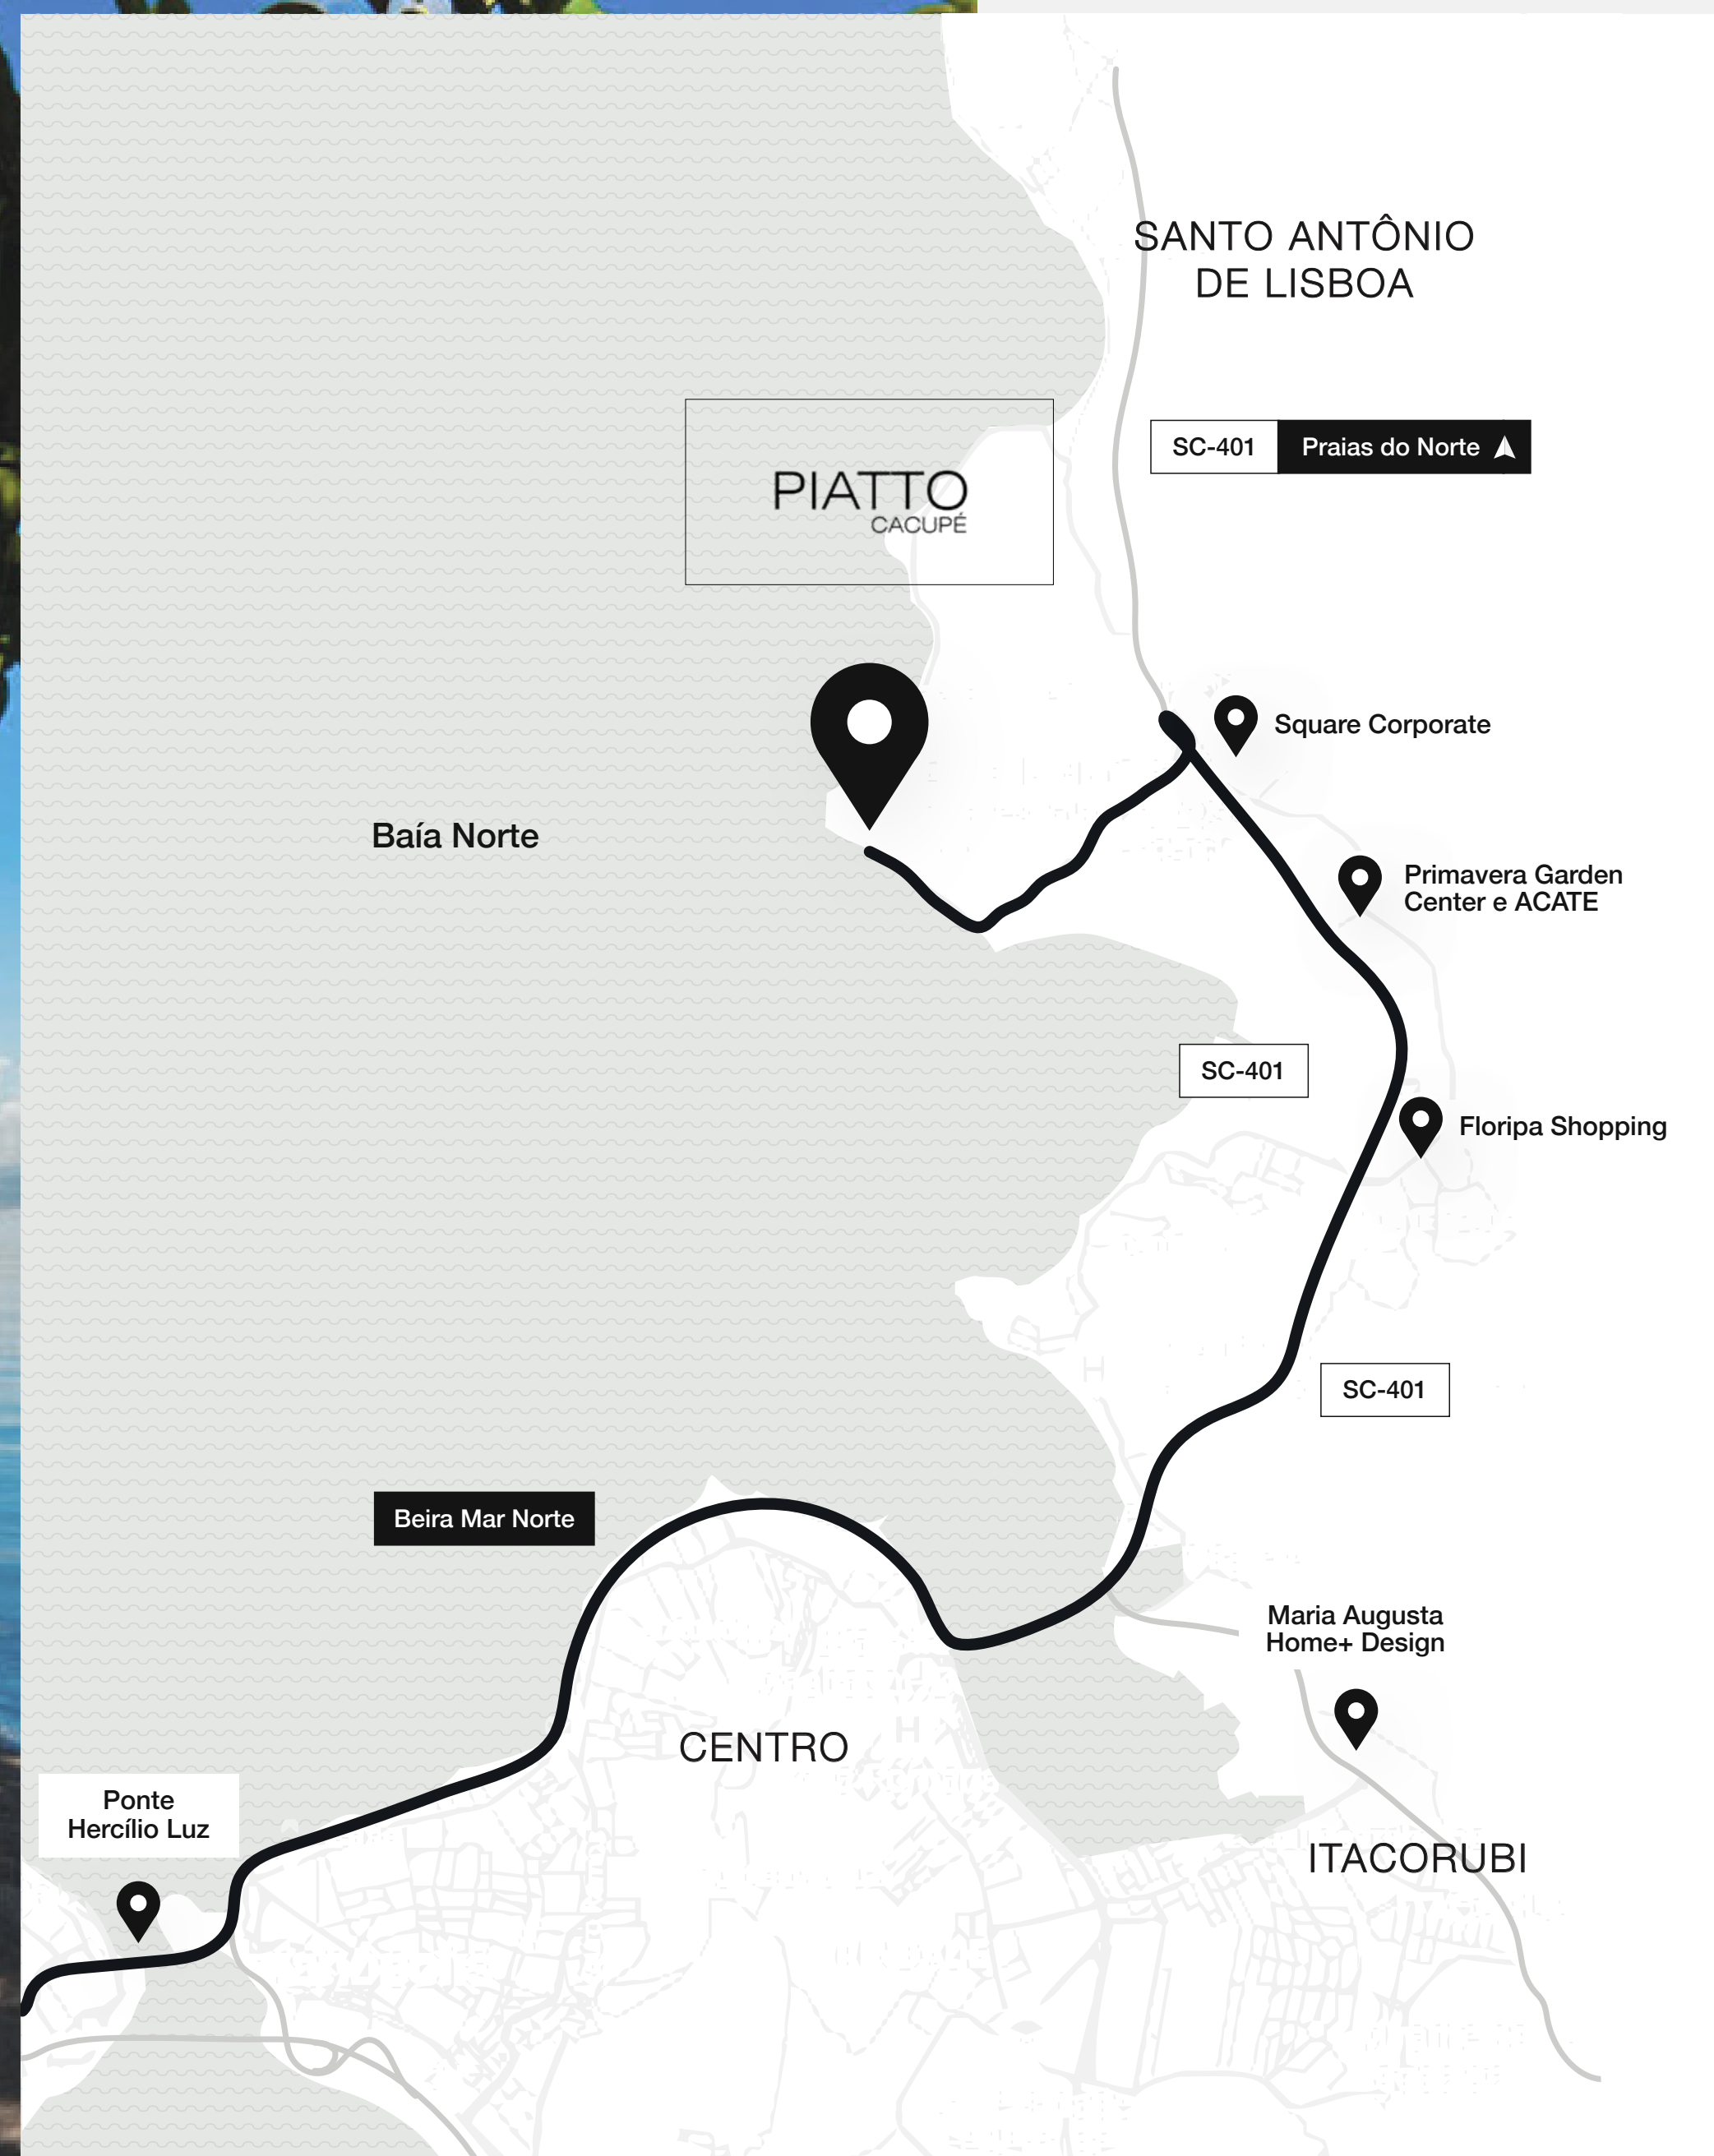 SANTO ANTÔNIO
DE LISBOA
SC-401
Praias do Norte
PIATTO
CACUPÉ
Square Corporate
Baía Norte
Primavera Garden
Center e ACATE
SC-401
Floripa Shopping
SC-401
Beira Mar Norte
Maria Augusta
Home+ Design
CENTRO
Ponte
Hercílio Luz
ITACORUBI